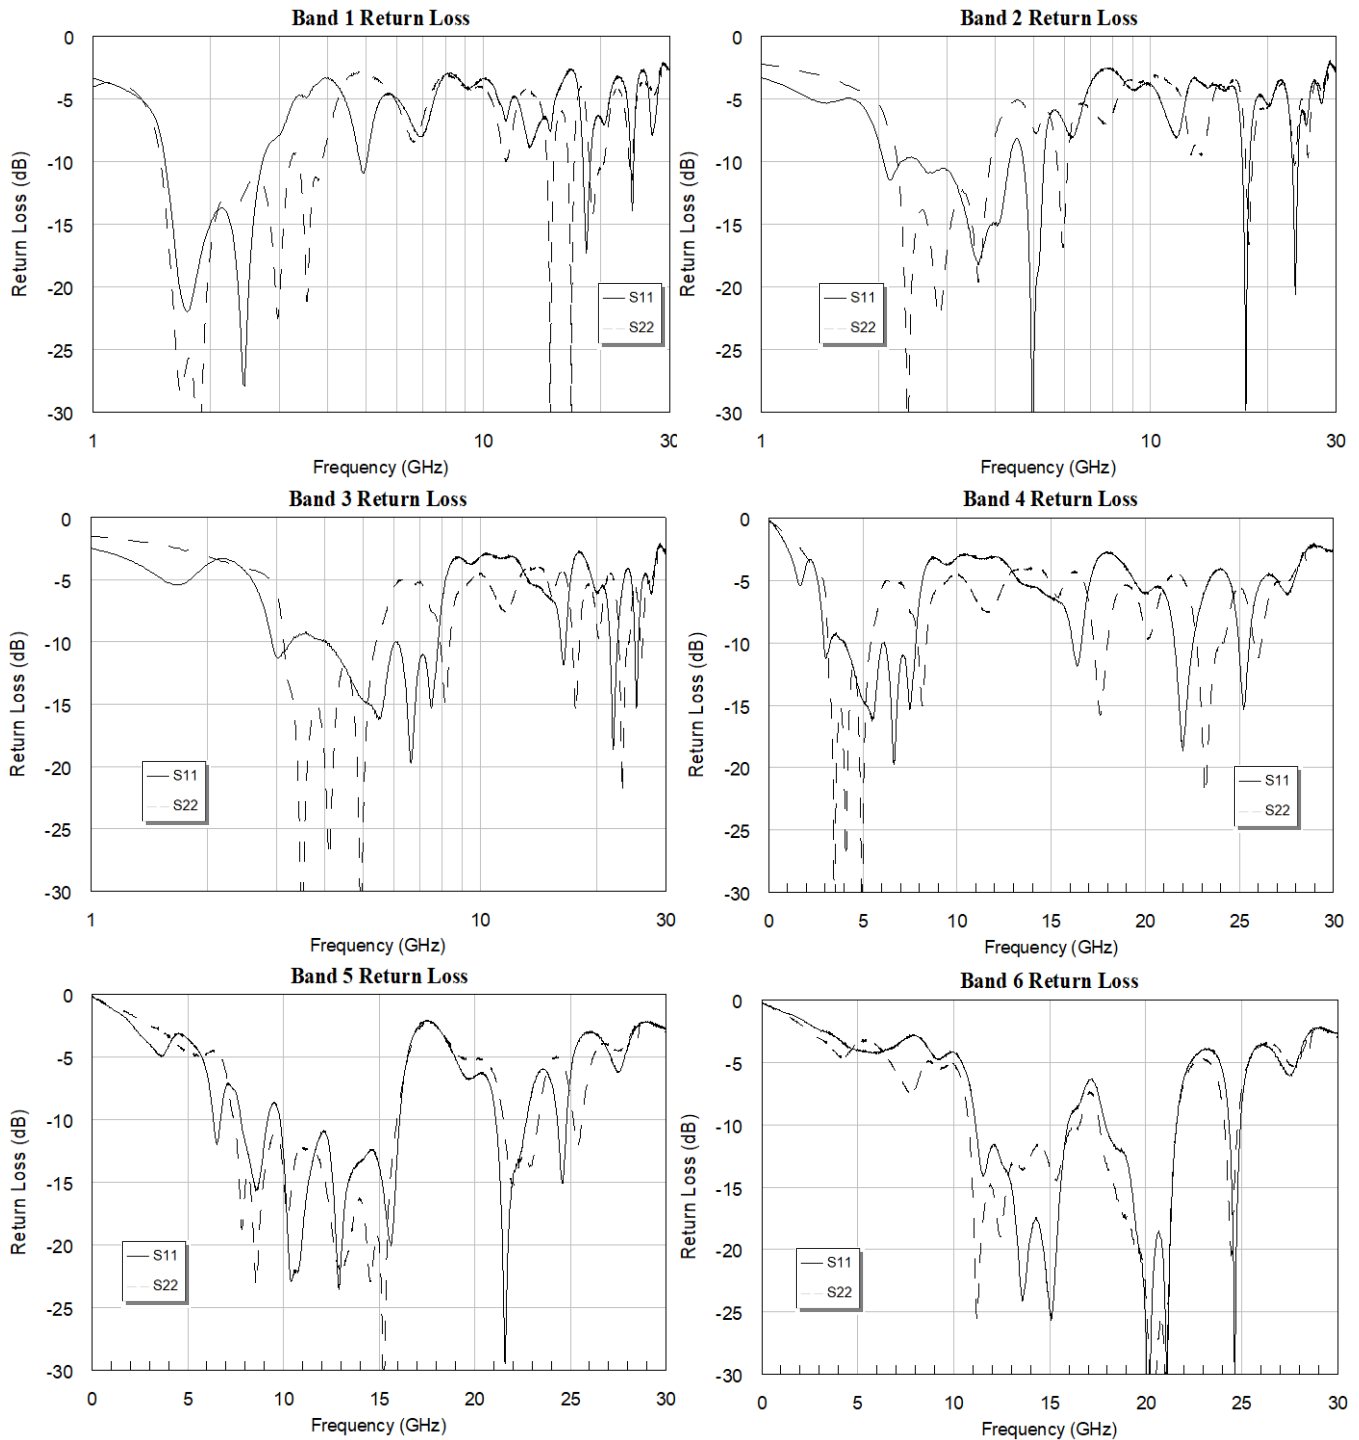 Band 1 Return Loss
0
-5
-10
-15
-20
-25
-30
Return Loss (dB)
S11
S22
1
10
30
Frequency (GHz)
Band 2 Return Loss
0
-5
-10
-15
-20
-25
-30
Return Loss (dB)
S11
S22
1
10
30
Frequency (GHz)
Band 3 Return Loss
0
-5
-10
-15
-20
-25
-30
Return Loss (dB)
S11
S22
1
10
30
Frequency (GHz)
Band 4 Return Loss
0
-5
-10
-15
-20
-25
-30
Return Loss (dB)
S11
S22
0 5 10 15 20 25 30
Frequency (GHz)
Band 5 Return Loss
0
-5
-10
-15
-20
-25
-30
Return Loss (dB)
S11
S22
0 5 10 15 20 25 30
Frequency (GHz)
Band 6 Return Loss
0
-5
-10
-15
-20
-25
-30
Return Loss (dB)
S11
S22
0 5 10 15 20 25 30
Frequency (GHz)